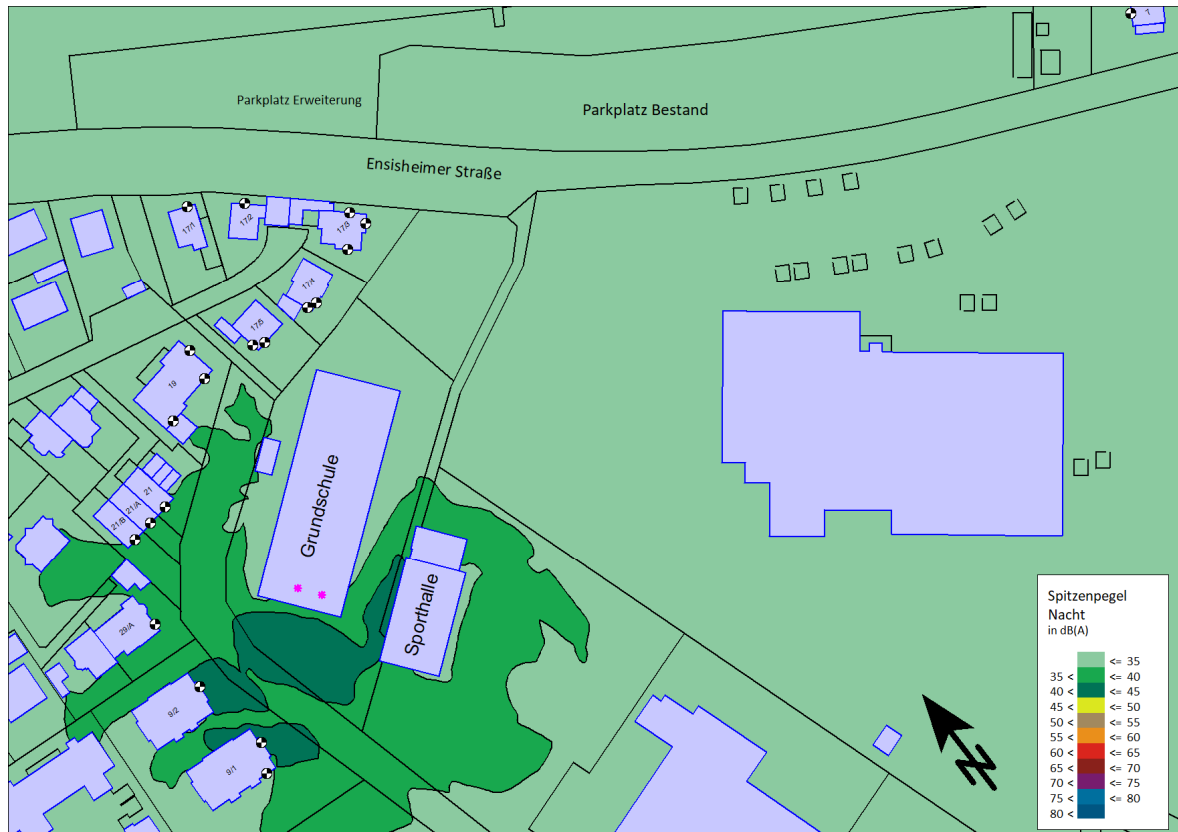 7
Parkplatz Erweiterung
Parkplatz Bestand
Ensisheimer Straße
17/1
17/2
17/3
17/4
17/5
19
21
21/A
21/B
Grundschule
Sporthalle
29/A
9/2
9/1
Spitzenpegel
Nacht
in dB(A)
<= 35
35 < <= 40
40 < <= 45
45 < <= 50
50 < <= 55
55 < <= 60
60 < <= 65
65 < <= 70
70 < <= 75
75 < <= 80
80 <